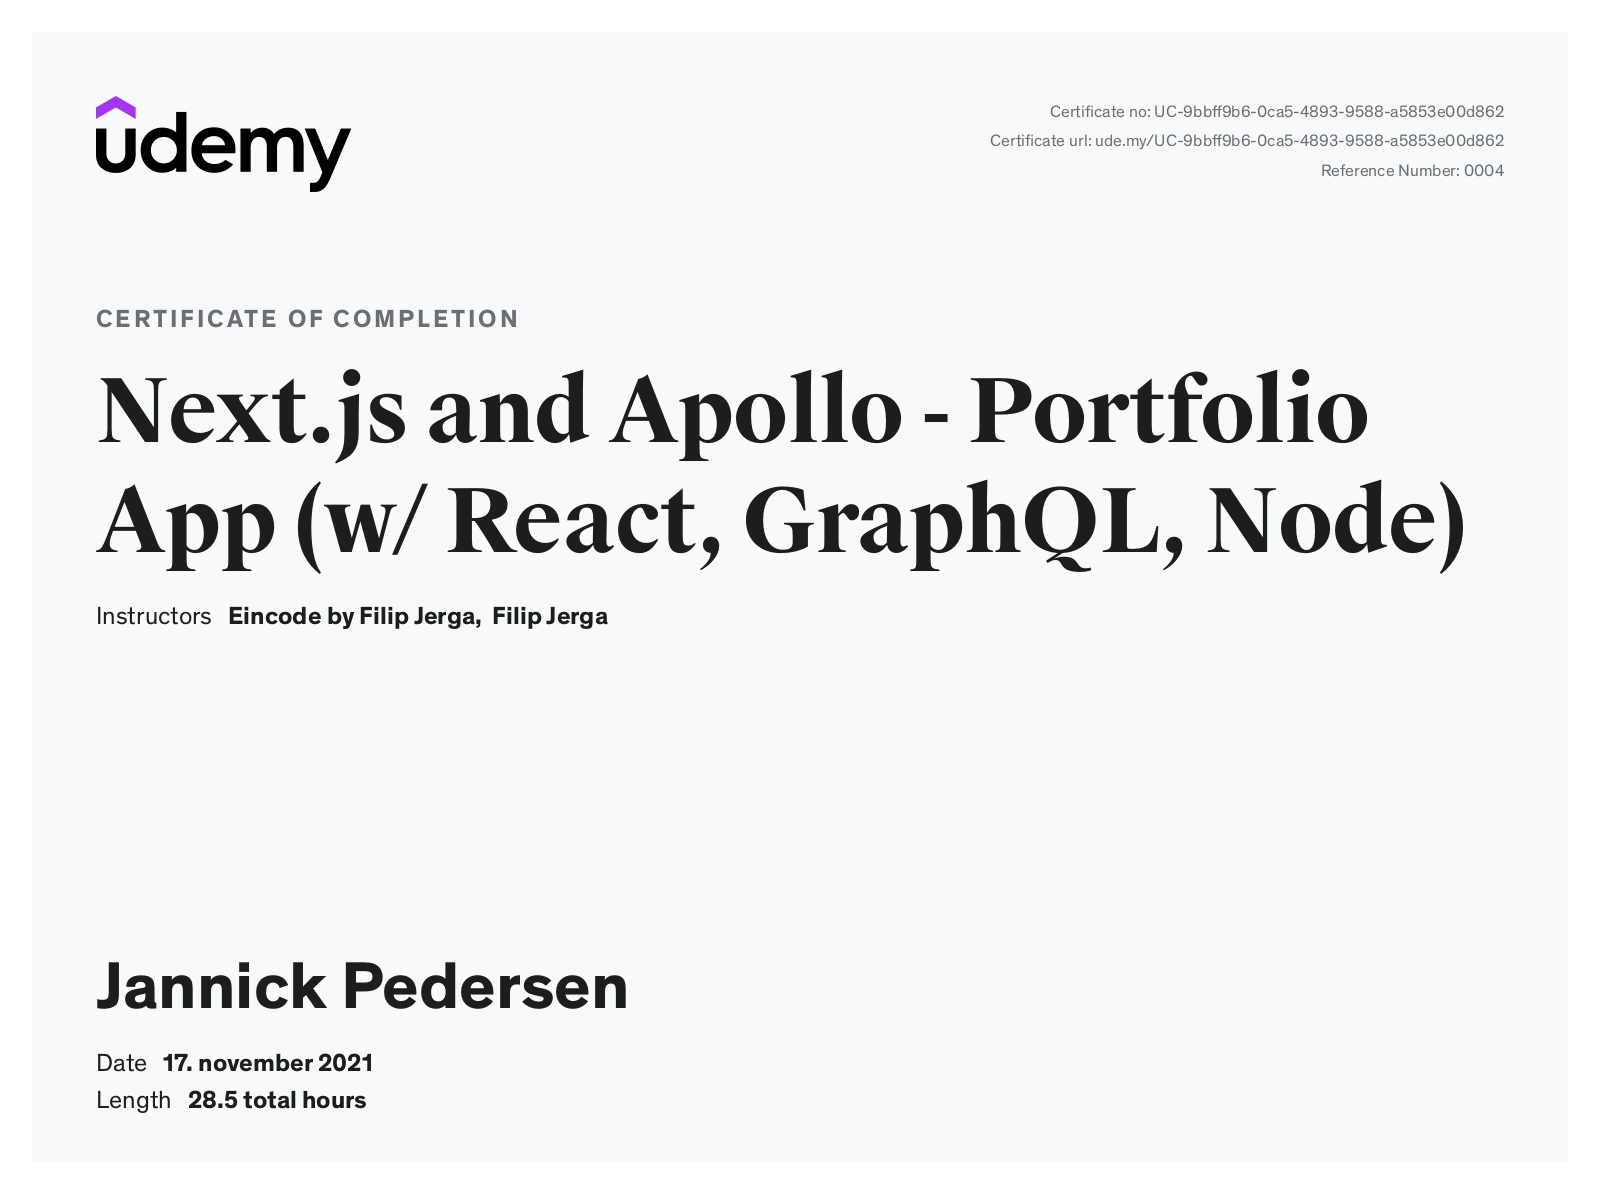 udemy
Certificate no: UC-9bbff9b6-0ca5-4893-9588-a5853e00d862
Certificate url: ude.my/UC-9bbff9b6-0ca5-4893-9588-a5853e00d862
Reference Number: 0004
CERTIFICATE OF COMPLETION
Next.js and Apollo - Portfolio
App (w/ React, GraphQL, Node)
Instructors Eincode by Filip Jerga, Filip Jerga
Jannick Pedersen
Date 17. november 2021
Length 28.5 total hours